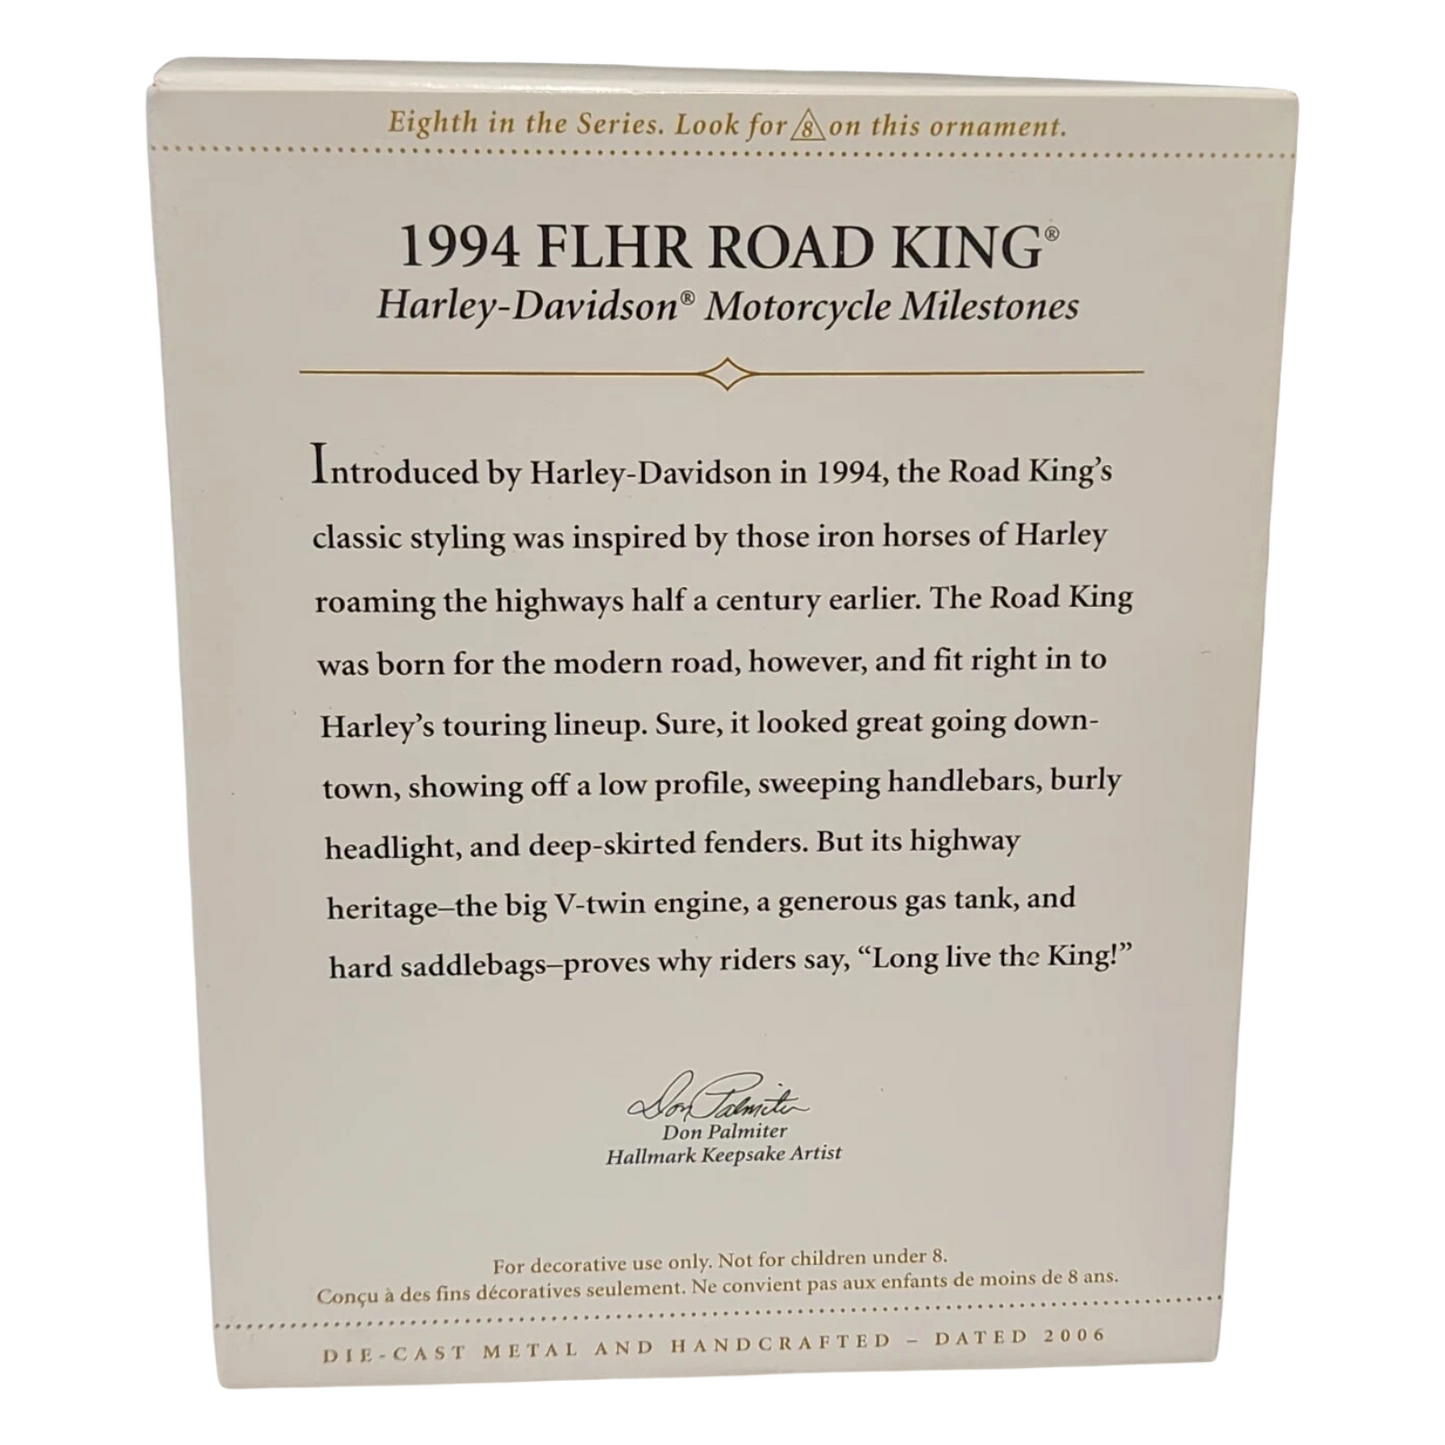 Eighth in the Series. Look for 8 on this ornament.
1994 FLHR ROAD KING®
Harley-Davidson® Motorcycle Milestones
Introduced by Harley-Davidson in 1994, the Road King's
classic styling was inspired by those iron horses of Harley
roaming the highways half a century earlier. The Road King
was born for the modern road, however, and fit right in to
Harley's touring lineup. Sure, it looked great going down-
town, showing off a low profile, sweeping handlebars, burly
headlight, and deep-skirted fenders. But its highway
heritage–the big V-twin engine, a generous gas tank, and
hard saddlebags–proves why riders say, “Long live the King!”
Don Palmiter
Don Palmiter
Hallmark Keepsake Artist
For decorative use only. Not for children under 8.
Conçu à des fins décoratives seulement. Ne convient pas aux enfants de moins de 8 ans.
DIE-CAST METAL AND HANDCRAFTED – DATED 2006